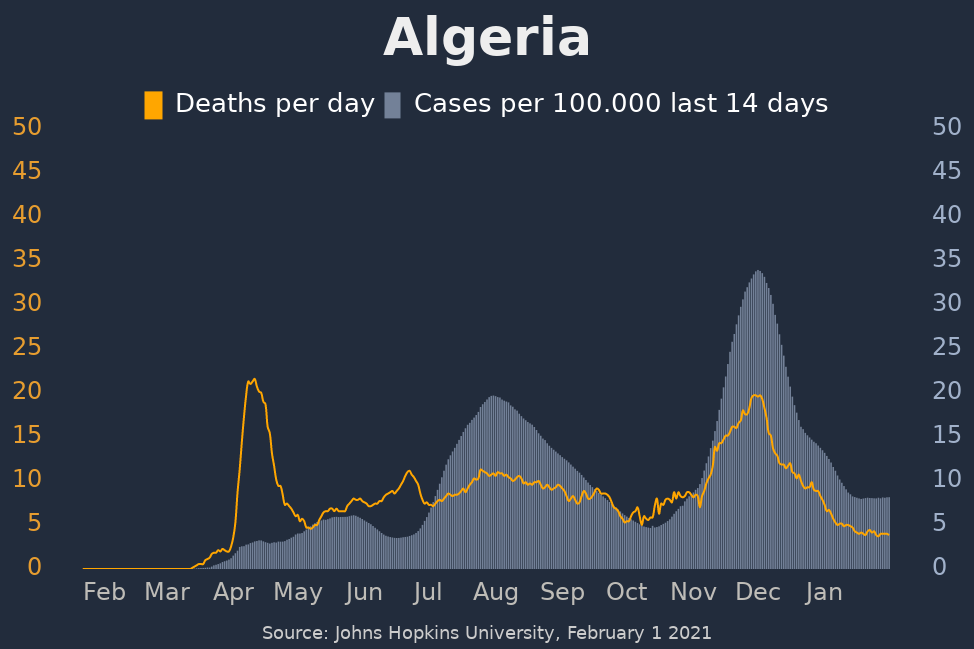 Algeria
Deaths per day Cases per 100.000 last 14 days
50 50
45 45
40 40
35 35
30 30
25 25
20 20
15 15
10 10
5 5
0 0
Feb Mar Apr May Jun Jul Aug Sep Oct Nov Dec Jan
Source: Johns Hopkins University, February 1 2021